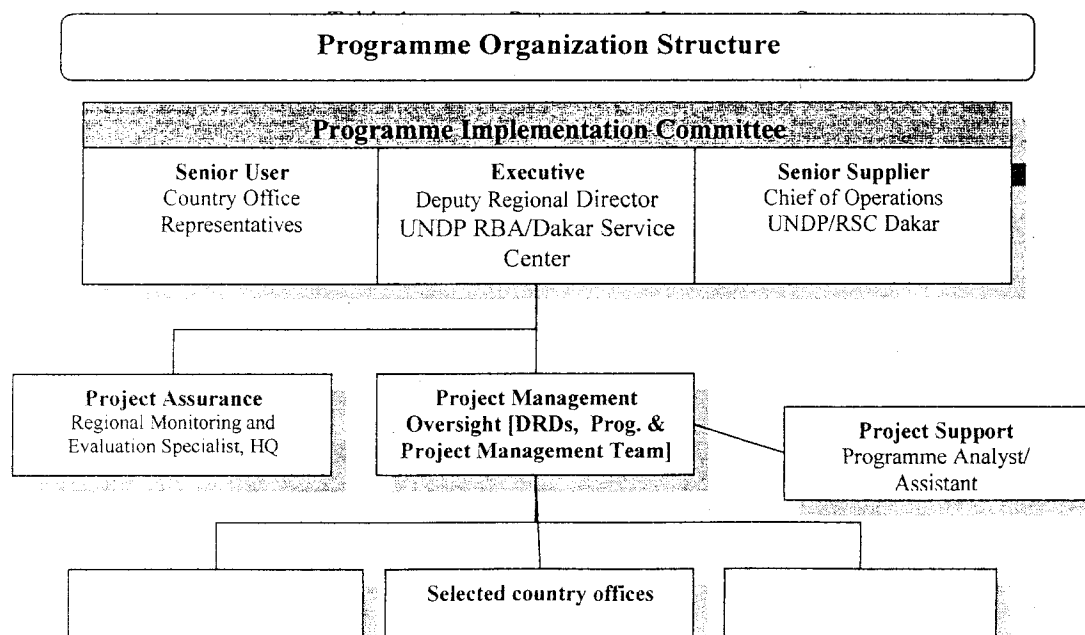 Programme Organization Structure
Programme Implementation Committee
Senior User
Country Office
Representatives
Executive
Deputy Regional Director
UNDP RBA/Dakar Service
Center
Senior Supplier
Chief of Operations
UNDP/RSC Dakar
Project Assurance
Regional Monitoring and
Evaluation Specialist, HQ
Project Management
Oversight [DRDs, Prog. &
Project Management Team]
Project Support
Programme Analyst/
Assistant
Selected country offices